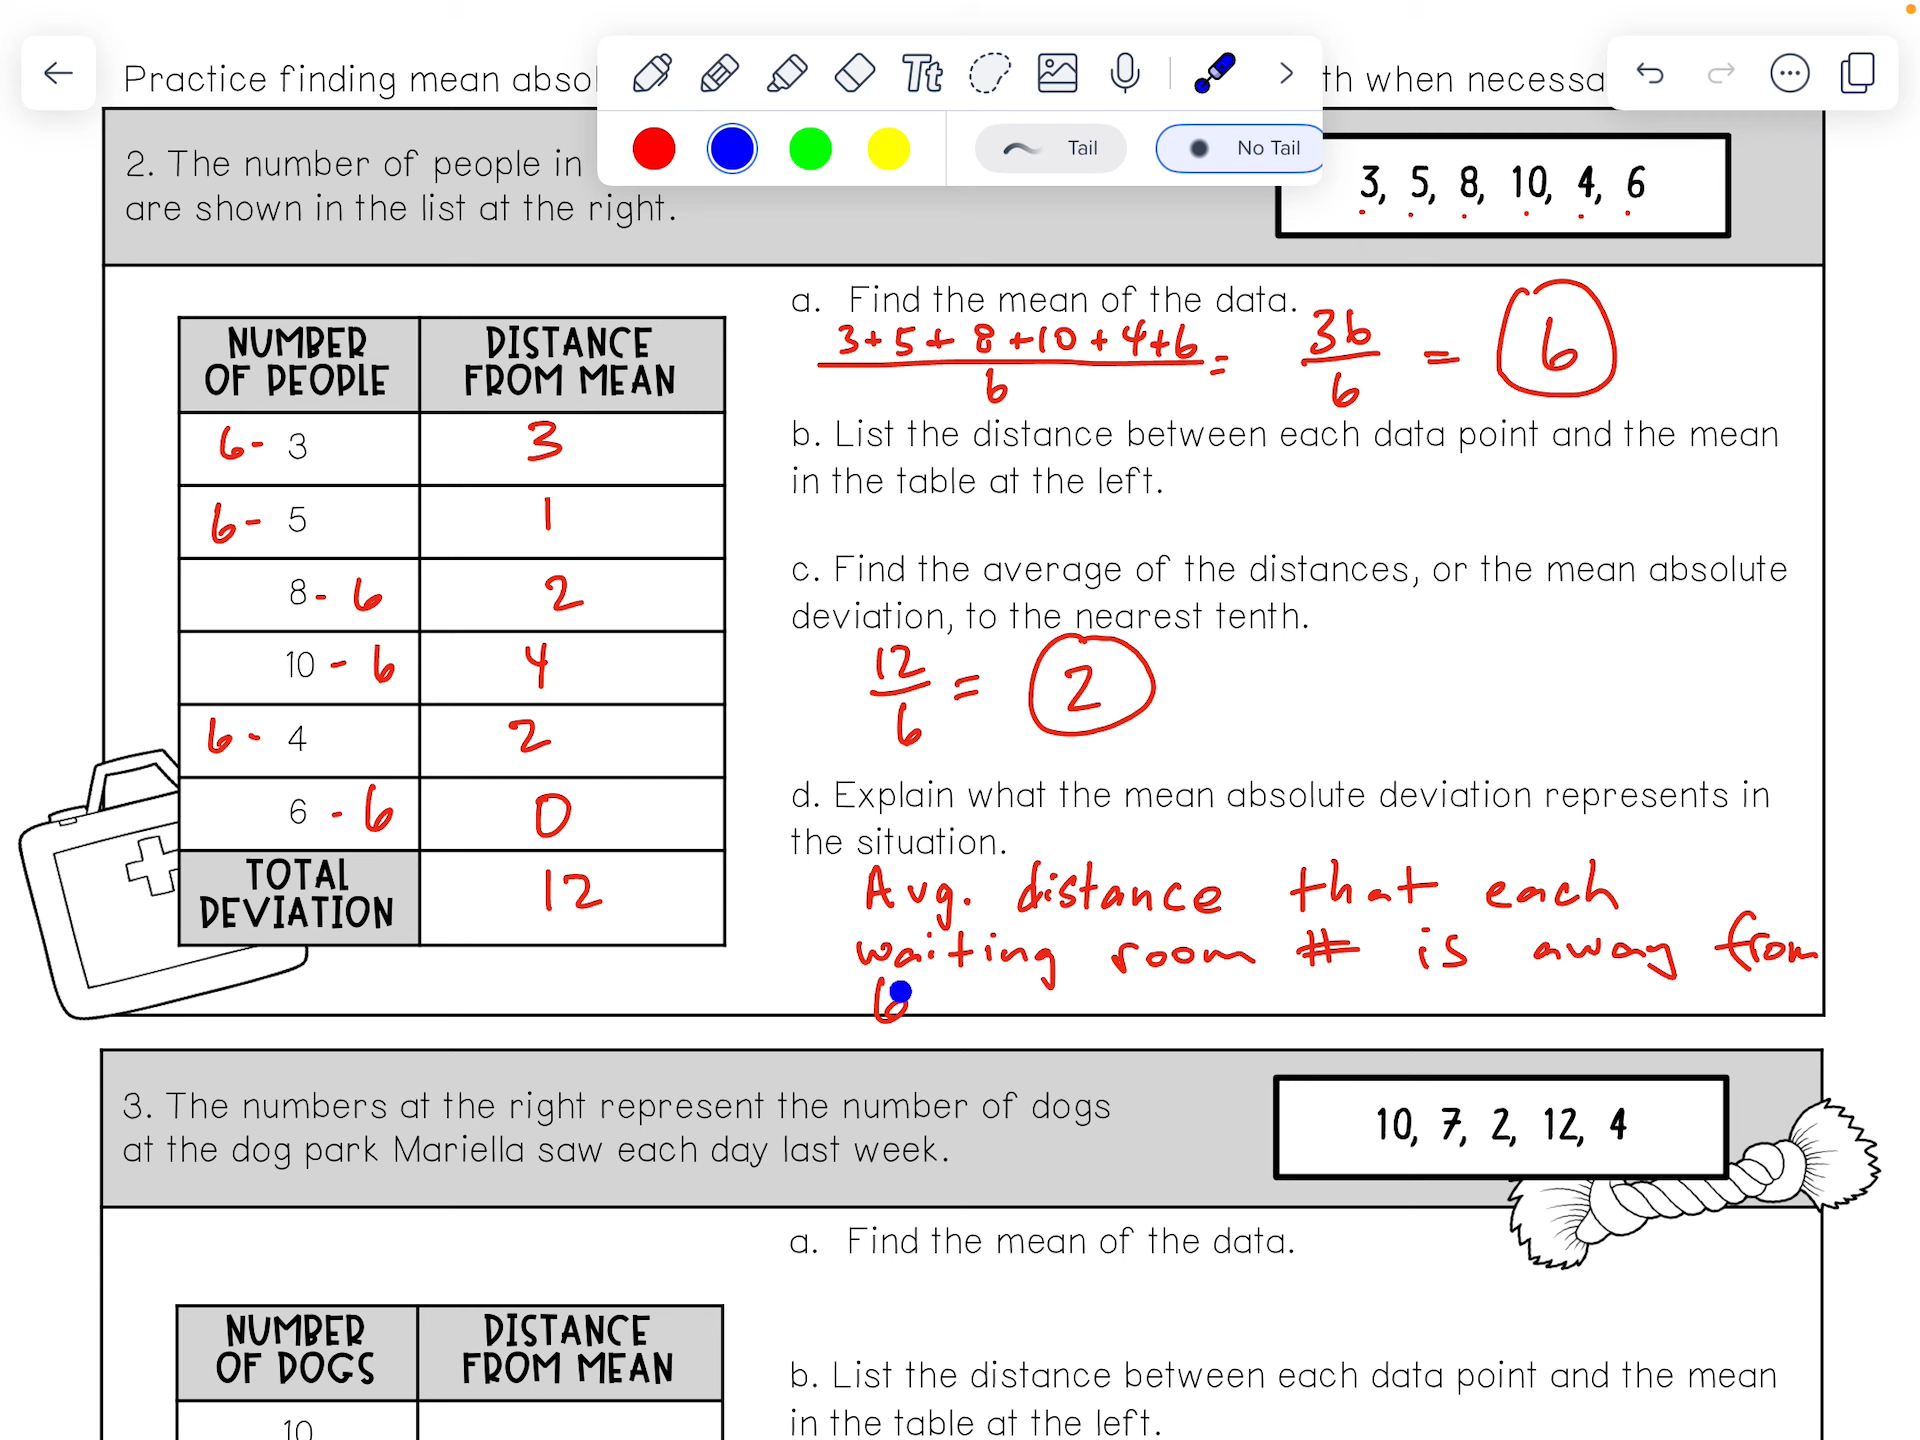 Practice finding mean absol
th when necessa
Tt
Tail
No Tail
2. The number of people in
are shown in the list at the right.
3, 5, 8, 10, 4, 6
NUMBER
OF PEOPLE
DISTANCE
FROM MEAN
6- 3
3
6- 5
1
8- 6
2
10 - 6
4
6- 4
2
6 - 6
0
TOTAL
DEVIATION
12
a. Find the mean of the data.
3+5+8+10+4+6
6
=
36
6
=
6
b. List the distance between each data point and the mean
in the table at the left.
c. Find the average of the distances, or the mean absolute
deviation, to the nearest tenth.
12
6
=
2
d. Explain what the mean absolute deviation represents in
the situation.
Avg. distance that each
waiting room # is away from
6
3. The numbers at the right represent the number of dogs
at the dog park Mariella saw each day last week.
10, 7, 2, 12, 4
a. Find the mean of the data.
NUMBER
OF DOGS
DISTANCE
FROM MEAN
10
b. List the distance between each data point and the mean
in the table at the left.